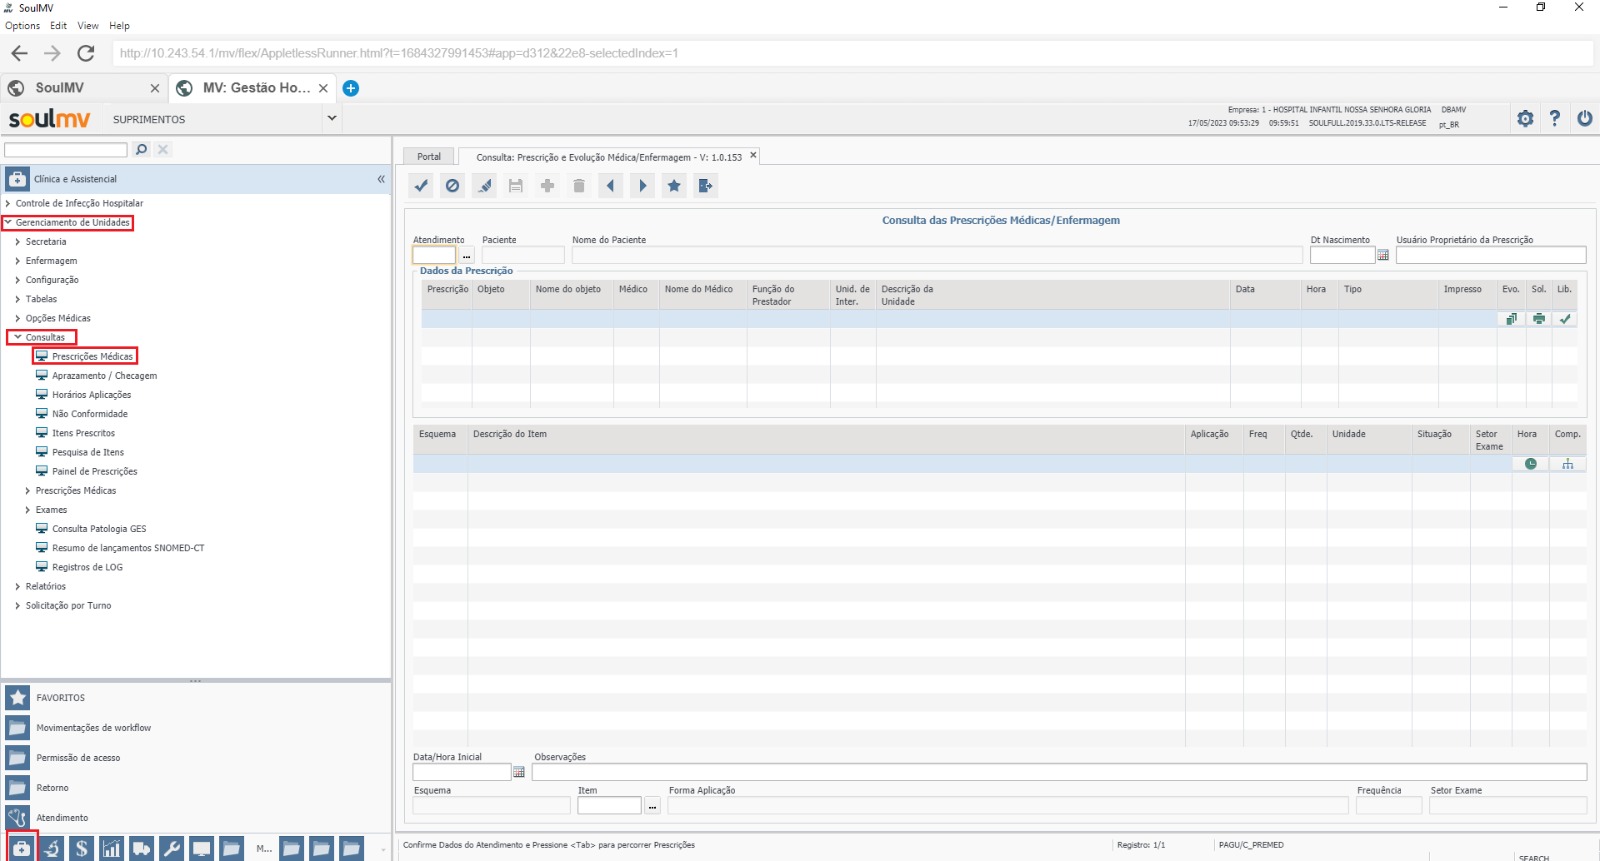 SoulMV
Options Edit View Help
http://10.243.54.1/mv/flex/AppletlessRunner.html?t=1684327991453#app=d312&22e8-selectedIndex=1
SoulMV
MV: Gestão Ho...
soulmv
SUPRIMENTOS
Empresa: 1 - HOSPITAL INFANTIL NOSSA SENHORA GLORIA DBAMV
17/05/2023 09:53:29 09:59:51 SOULFULL.2019.33.0.LTS-RELEASE pt_BR
Clínica e Assistencial
Controle de Infecção Hospitalar
Gerenciamento de Unidades
Secretaria
Enfermagem
Configuração
Tabelas
Opções Médicas
Consultas
Prescrições Médicas
Aprazamento / Checagem
Horários Aplicações
Não Conformidade
Itens Prescritos
Pesquisa de Itens
Painel de Prescrições
Prescrições Médicas
Exames
Consulta Patologia GES
Resumo de lançamentos SNOMED-CT
Registros de LOG
Relatórios
Solicitação por Turno
FAVORITOS
Movimentações de workflow
Permissão de acesso
Retorno
Atendimento
M...
Portal
Consulta: Prescrição e Evolução Médica/Enfermagem - V: 1.0.153
Consulta das Prescrições Médicas/Enfermagem
Atendimento Paciente Nome do Paciente Dt Nascimento Usuário Proprietário da Prescrição
...
Dados da Prescrição
Prescrição Objeto Nome do objeto Médico Nome do Médico Função do Prestador Unid. de Inter. Descrição da Unidade Data Hora Tipo Impresso Evo. Sol. Lib.
Esquema Descrição do Item Aplicação Freq Qtde. Unidade Situação Setor Exame Hora Comp.
Data/Hora Inicial Observações
Esquema Item Forma Aplicação Frequência Setor Exame
...
Confirme Dados do Atendimento e Pressione <Tab> para percorrer Prescrições
Registro: 1/1
PAGU/C_PREMED
SEARCH